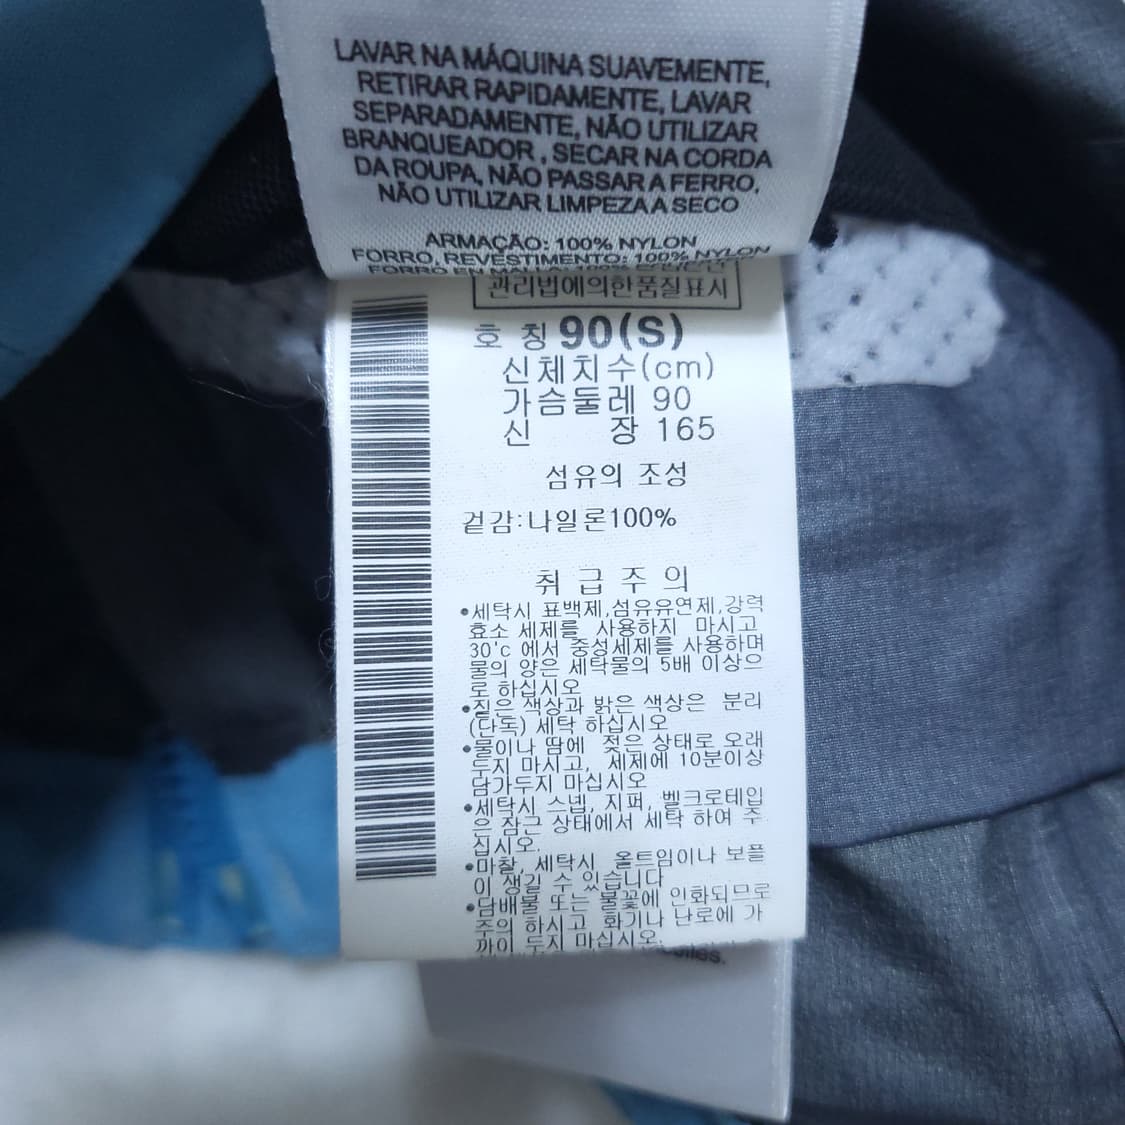 LAVAR NA MÁQUINA SUAVEMENTE,
RETIRAR RAPIDAMENTE, LAVAR
SEPARADAMENTE, NÃO UTILIZAR
BRANQUEADOR , SECAR NA CORDA
DA ROUPA, NÃO PASSAR A FERRO,
NÃO UTILIZAR LIMPEZA A SECO
ARMAÇÃO: 100% NYLON
FORRO, REVESTIMENTO: 100% NYLON
FORRO EM 100%
관리법에의한품질표시
호 칭 90(S)
신체치수(cm)
가슴둘레 90
신 장 165
섬유의 조성
겉감:나일론100%
취 급 주 의
•세탁시 표백제,섬유유연제,강력
효소 세제를 사용하지 마시고
30'c 에서 중성세제를 사용하며
물의 양은 세탁물의 5배 이상으
로 하십시오
•짙은 색상과 밝은 색상은 분리
(단독) 세탁 하십시오
•물이나 땀에 젖은 상태로 오래
두지 마시고, 세제에 10분이상
담가두지 마십시오
•세탁시 스냅, 지퍼, 벨크로테입
은 잠근 상태에서 세탁 하여 주
십시오.
•마찰, 세탁시 올트임이나 보플
이 생길 수 있습니다
•담배불 또는 불꽃에 인화되므로
주의 하시고 화기나 난로에 가
까이 두지 마십시오.